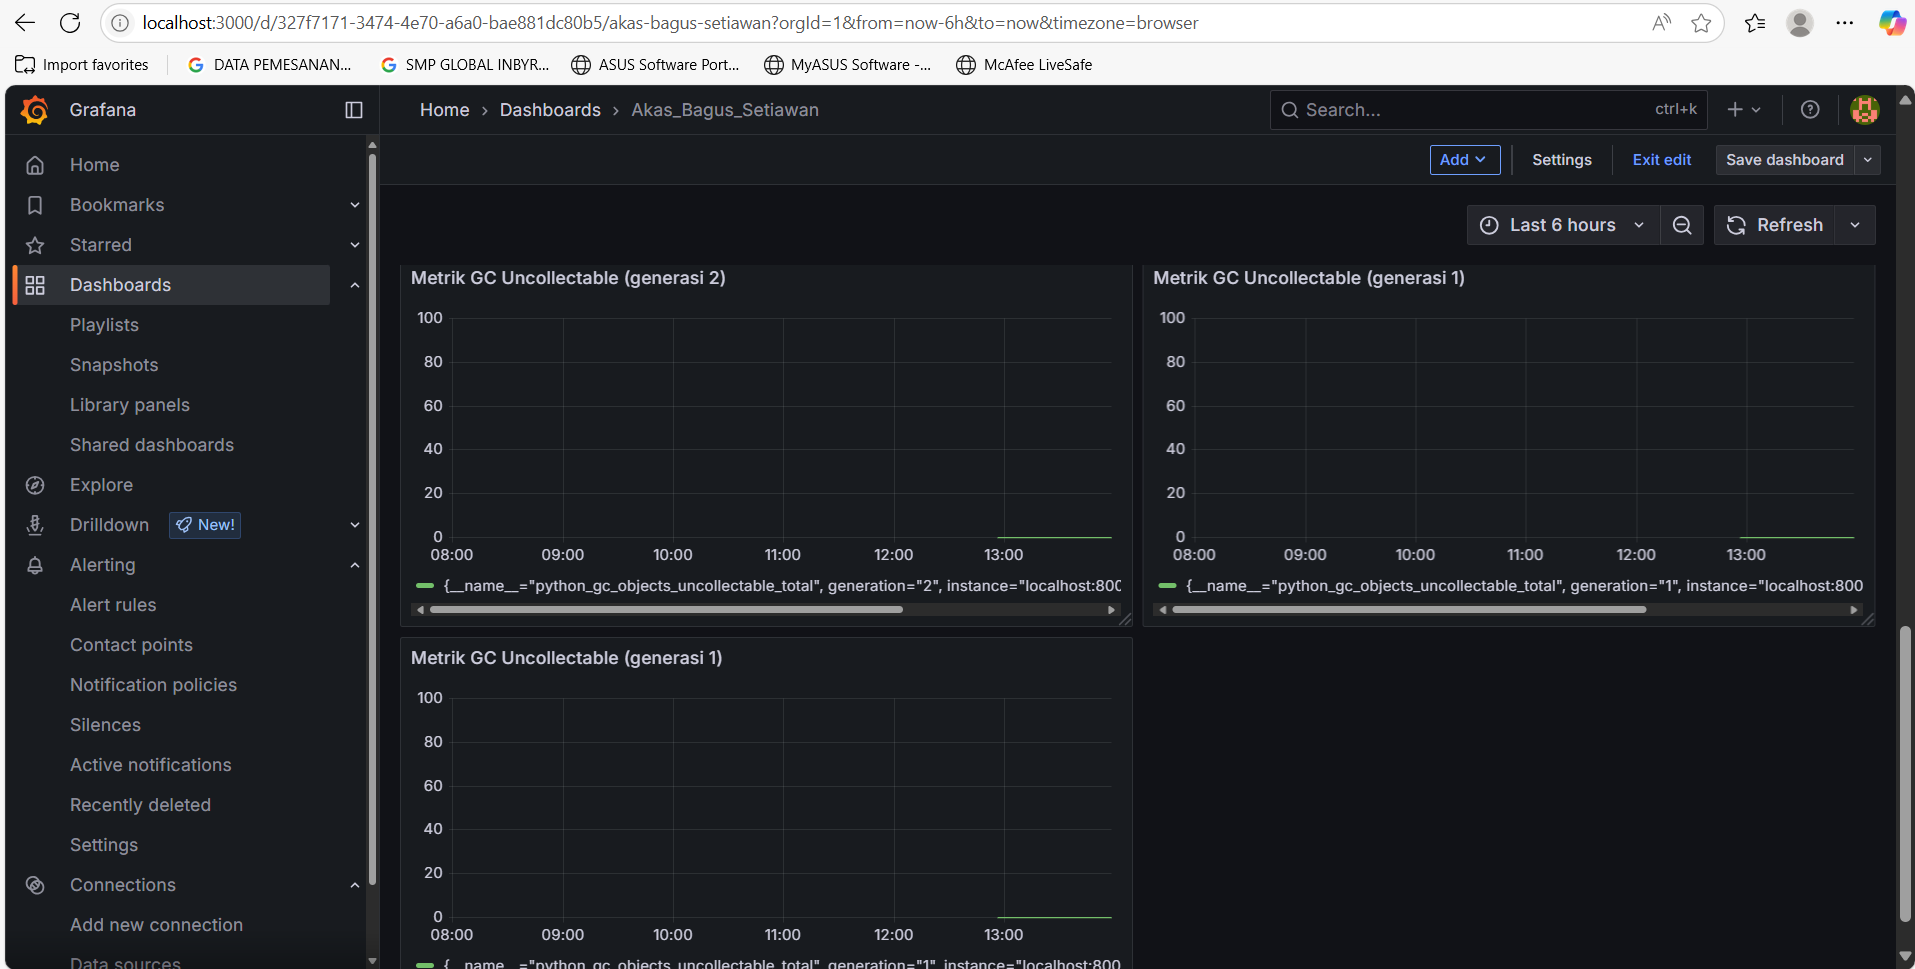 localhost:3000/d/327f7171-3474-4e70-a6a0-bae881dc80b5/akas-bagus-setiawan?orgId=1&from=now-6h&to=now&timezone=browser
Import favorites
DATA PEMESANAN...
SMP GLOBAL INBYR...
ASUS Software Port...
MyASUS Software -...
McAfee LiveSafe
Grafana
Home › Dashboards › Akas_Bagus_Setiawan
Search...
ctrl+k
Add
Settings
Exit edit
Save dashboard
Last 6 hours
Refresh
Home
Bookmarks
Starred
Dashboards
Playlists
Snapshots
Library panels
Shared dashboards
Explore
Drilldown
New!
Alerting
Alert rules
Contact points
Notification policies
Silences
Active notifications
Recently deleted
Settings
Connections
Add new connection
Data sources
Metrik GC Uncollectable (generasi 2)
100
80
60
40
20
0
08:00 09:00 10:00 11:00 12:00 13:00
{__name__="python_gc_objects_uncollectable_total", generation="2", instance="localhost:800
Metrik GC Uncollectable (generasi 1)
100
80
60
40
20
0
08:00 09:00 10:00 11:00 12:00 13:00
{__name__="python_gc_objects_uncollectable_total", generation="1", instance="localhost:800
Metrik GC Uncollectable (generasi 1)
100
80
60
40
20
0
08:00 09:00 10:00 11:00 12:00 13:00
{__name__="python_gc_objects_uncollectable_total", generation="1", instance="localhost:800